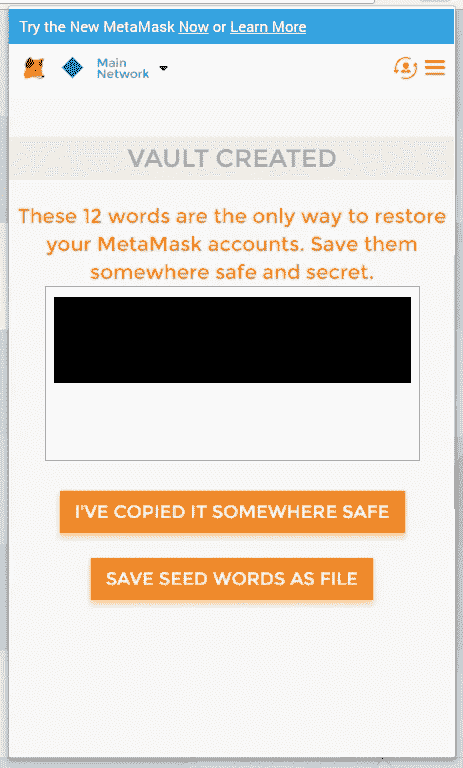 Try the New MetaMask Now or Learn More
Main
Network
VAULT CREATED
These 12 words are the only way to restore
your MetaMask accounts. Save them
somewhere safe and secret.
I'VE COPIED IT SOMEWHERE SAFE
SAVE SEED WORDS AS FILE